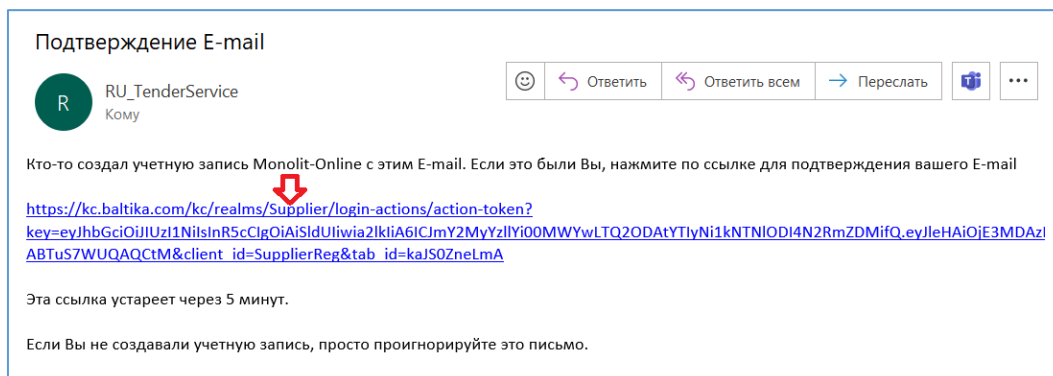 Подтверждение E-mail
R
RU_TenderService
Кому
Ответить
Ответить всем
Переслать
Кто-то создал учетную запись Monolit-Online с этим E-mail. Если это были Вы, нажмите по ссылке для подтверждения вашего E-mail
https://kc.baltika.com/kc/realms/Supplier/login-actions/action-token?
key=eyJhbGciOiJIUzI1NiIsInR5cCIgOiAiSldUIiwia2lkIiA6ICJmY2MyYzllYi00MWYwLTQ2ODAtYTIyNi1kNTNlODI4N2RmZDMifQ.eyJleHAiOjE3MDAzI
ABTuS7WUQAQCtM&client_id=SupplierReg&tab_id=kaJS0ZneLmA
Эта ссылка устареет через 5 минут.
Если Вы не создавали учетную запись, просто проигнорируйте это письмо.